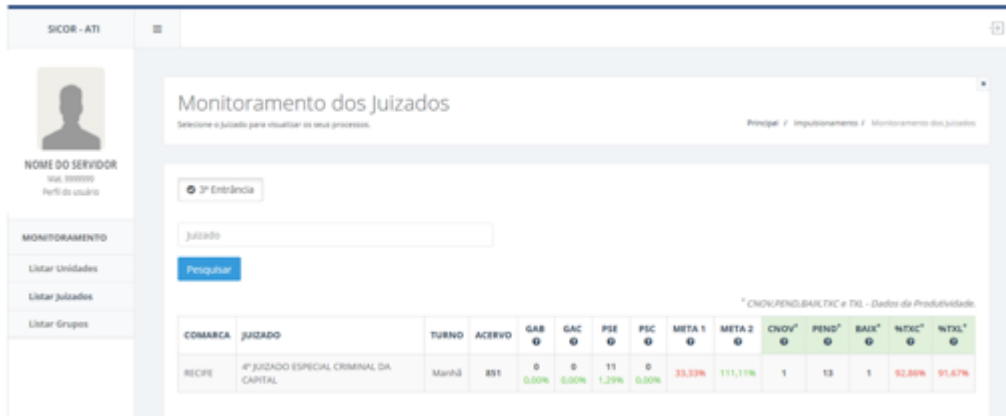 SICOR - ATI
Monitoramento dos Juizados
Selecione o Juizado para visualizar os seus processos.
Principal / Impulsionamento / Monitoramento dos Juizados
NOME DO SERVIDOR
Mat. 9999999
Perfil do usuário
3ª Entrância
MONITORAMENTO
Juizado
Listar Unidades
Pesquisar
Listar Juizados
* CNOV,PEND,BAIX,TXC e TXL - Dados da Produtividade.
Listar Grupos
COMARCA JUIZADO TURNO ACERVO GAB GAC PSE PSC META 1 META 2 CNOV* PEND* BAIX* %TXC* %TXL*
RECIFE 4º JUIZADO ESPECIAL CRIMINAL DA CAPITAL Manhã 851 0 0,00% 0 0,00% 11 1,29% 0 0,00% 33,33% 111,11% 1 13 1 92,86% 91,67%